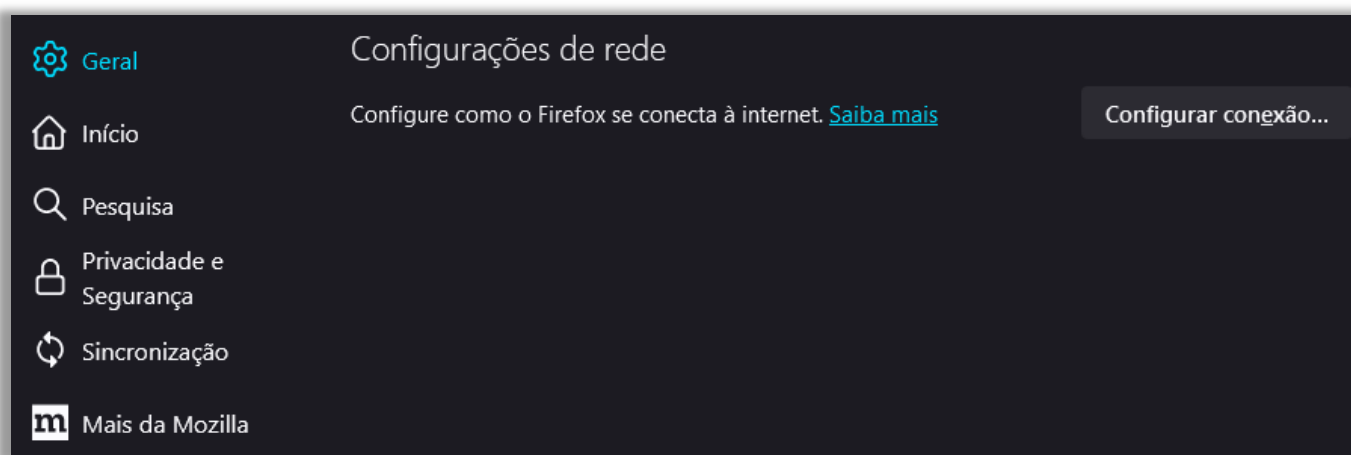 Geral
Início
Pesquisa
Privacidade e
Segurança
Sincronização
m Mais da Mozilla
Configurações de rede
Configure como o Firefox se conecta à internet. Saiba mais
Configurar conexão...